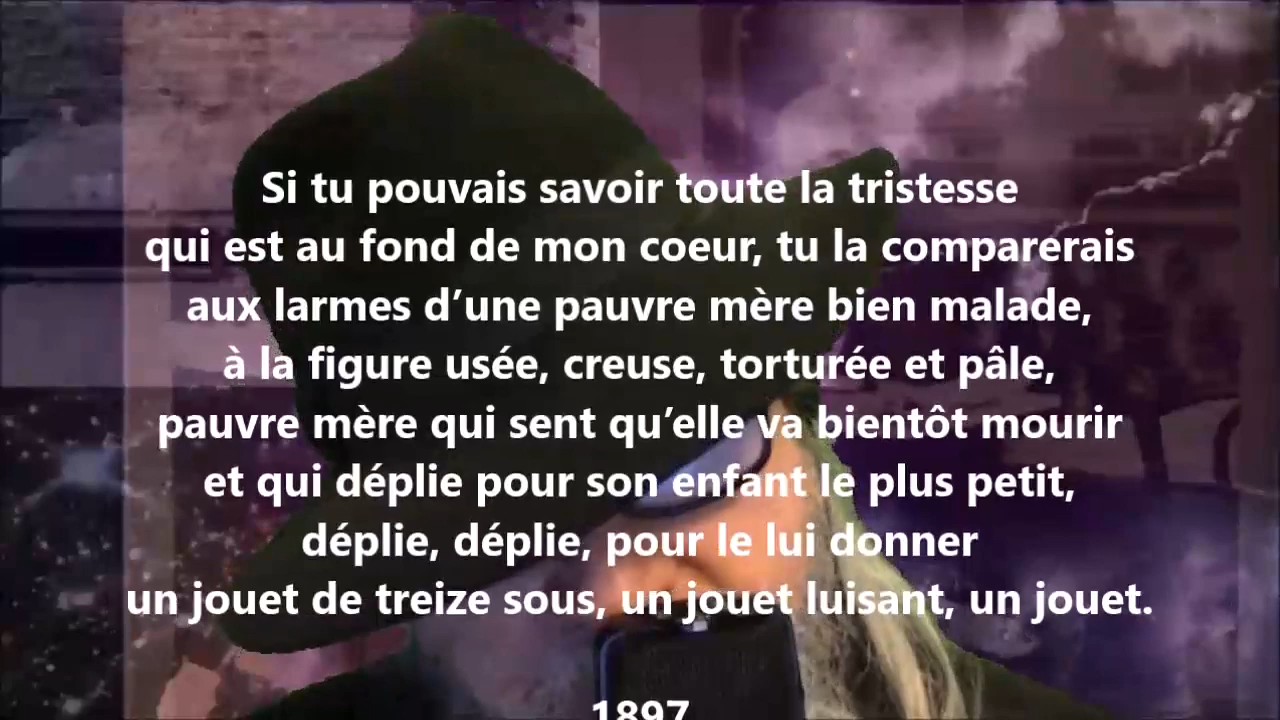 Si tu pouvais savoir toute la tristesse
qui est au fond de mon coeur, tu la comparerais
aux larmes d’une pauvre mère bien malade,
à la figure usée, creuse, torturée et pâle,
pauvre mère qui sent qu’elle va bientôt mourir
et qui déplie pour son enfant le plus petit,
déplie, déplie, pour le lui donner
un jouet de treize sous, un jouet luisant, un jouet.
1897